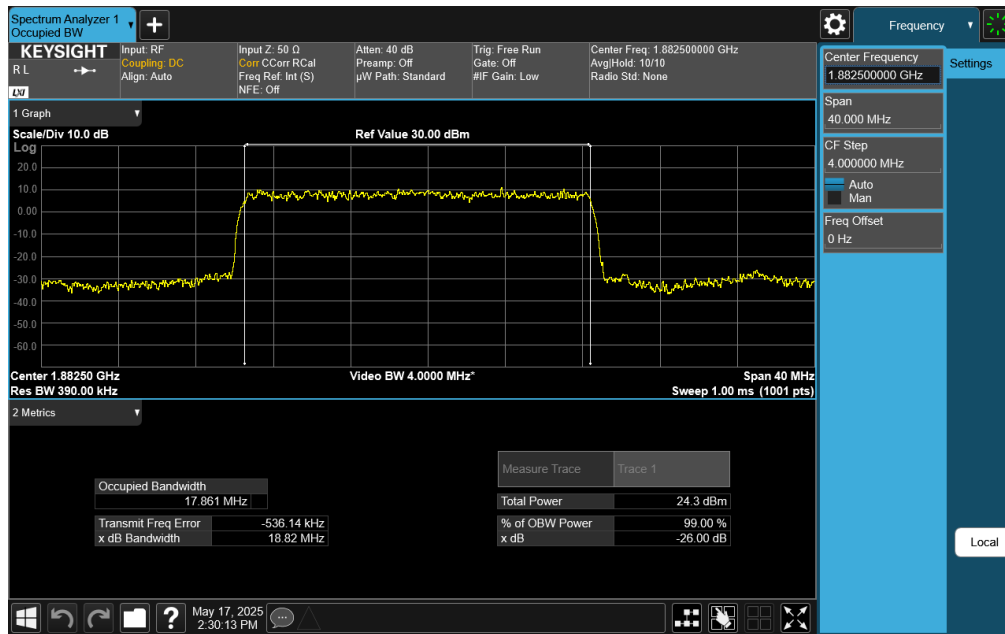 Spectrum Analyzer 1
Occupied BW
Frequency
KEYSIGHT
R L
LXI
Input: RF
Coupling: DC
Align: Auto
Input Z: 50 Ω
Corr CCorr RCal
Freq Ref: Int (S)
NFE: Off
Atten: 40 dB
Preamp: Off
µW Path: Standard
Trig: Free Run
Gate: Off
#IF Gain: Low
Center Freq: 1.882500000 GHz
Avg|Hold: 10/10
Radio Std: None
Center Frequency
1.882500000 GHz
Settings
Span
40.000 MHz
CF Step
4.000000 MHz
Auto
Man
Freq Offset
0 Hz
Local
1 Graph
Scale/Div 10.0 dB
Ref Value 30.00 dBm
Log
20.0
10.0
0.00
-10.0
-20.0
-30.0
-40.0
-50.0
-60.0
Center 1.88250 GHz
Video BW 4.0000 MHz*
Span 40 MHz
Res BW 390.00 kHz
Sweep 1.00 ms (1001 pts)
2 Metrics
Measure Trace Trace 1
Occupied Bandwidth
17.861 MHz
Total Power 24.3 dBm
Transmit Freq Error -536.14 kHz
% of OBW Power 99.00 %
x dB Bandwidth 18.82 MHz
x dB -26.00 dB
?
May 17, 2025
2:30:13 PM